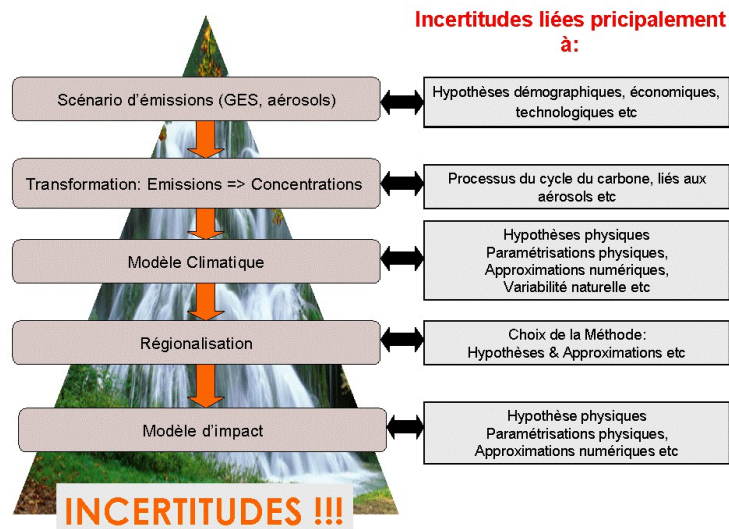 Incertitudes liées pricipalement
à:
Scénario d'émissions (GES, aérosols)
Hypothèses démographiques, économiques,
technologiques etc
Transformation: Emissions => Concentrations
Processus du cycle du carbone, liés aux
aérosols etc
Modèle Climatique
Hypothèses physiques
Paramétrisations physiques,
Approximations numériques,
Variabilité naturelle etc
Régionalisation
Choix de la Méthode:
Hypothèses & Approximations etc
Modèle d'impact
Hypothèse physiques
Paramétrisations physiques,
Approximations numériques etc
INCERTITUDES !!!